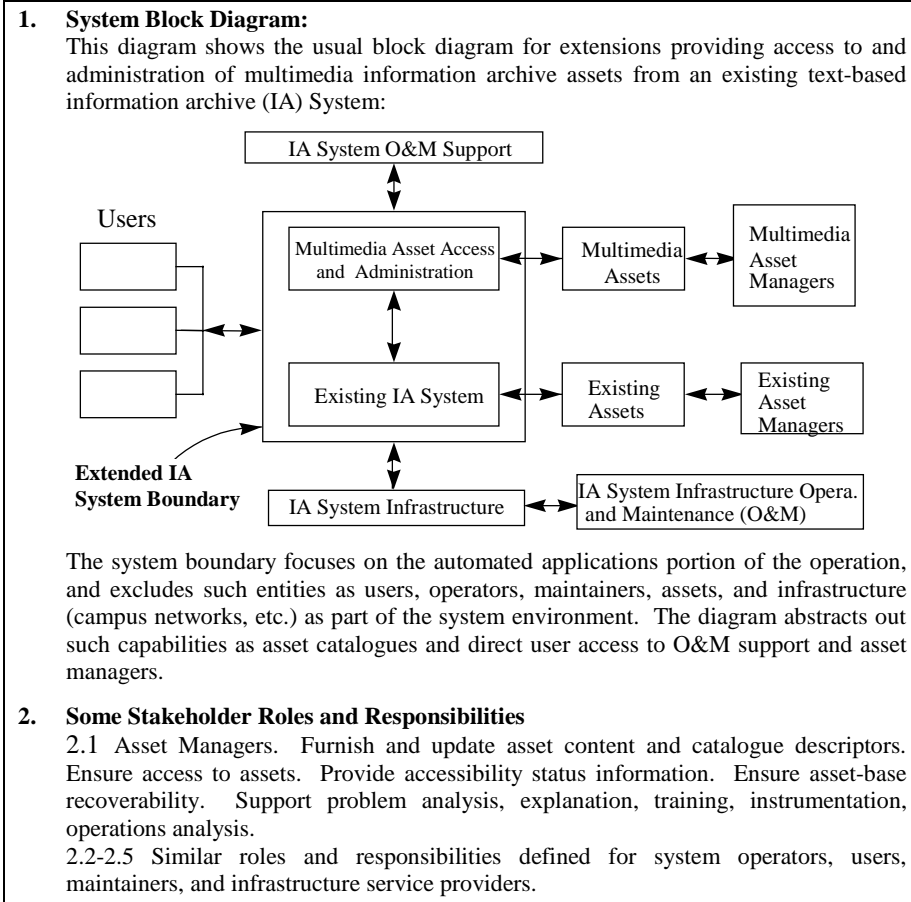 1. System Block Diagram:
This diagram shows the usual block diagram for extensions providing access to and
administration of multimedia information archive assets from an existing text-based
information archive (IA) System:
IA System O&M Support
Users
Multimedia Asset Access
and Administration
Multimedia
Assets
Multimedia
Asset
Managers
Existing IA System
Existing
Assets
Existing
Asset
Managers
Extended IA
System Boundary
IA System Infrastructure
IA System Infrastructure Opera.
and Maintenance (O&M)
The system boundary focuses on the automated applications portion of the operation,
and excludes such entities as users, operators, maintainers, assets, and infrastructure
(campus networks, etc.) as part of the system environment. The diagram abstracts out
such capabilities as asset catalogues and direct user access to O&M support and asset
managers.
2. Some Stakeholder Roles and Responsibilities
2.1 Asset Managers. Furnish and update asset content and catalogue descriptors.
Ensure access to assets. Provide accessibility status information. Ensure asset-base
recoverability. Support problem analysis, explanation, training, instrumentation,
operations analysis.
2.2-2.5 Similar roles and responsibilities defined for system operators, users,
maintainers, and infrastructure service providers.